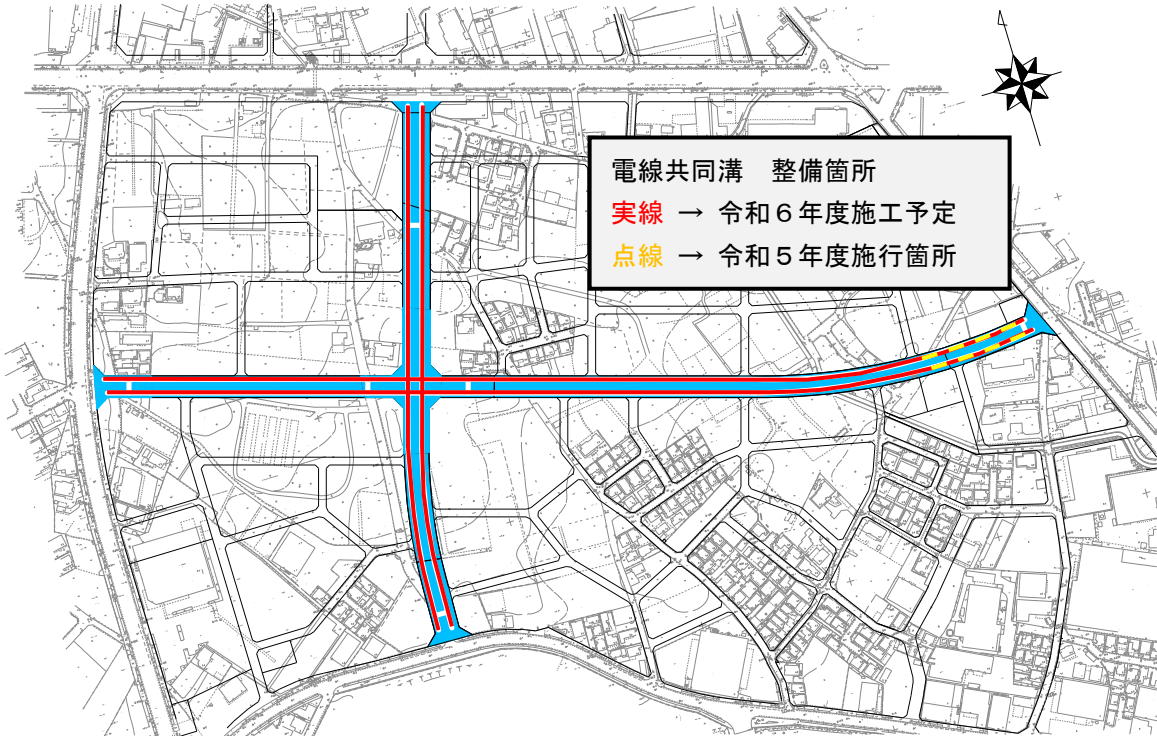 電線共同溝　整備箇所
実線 → 令和６年度施工予定
点線 → 令和５年度施行箇所